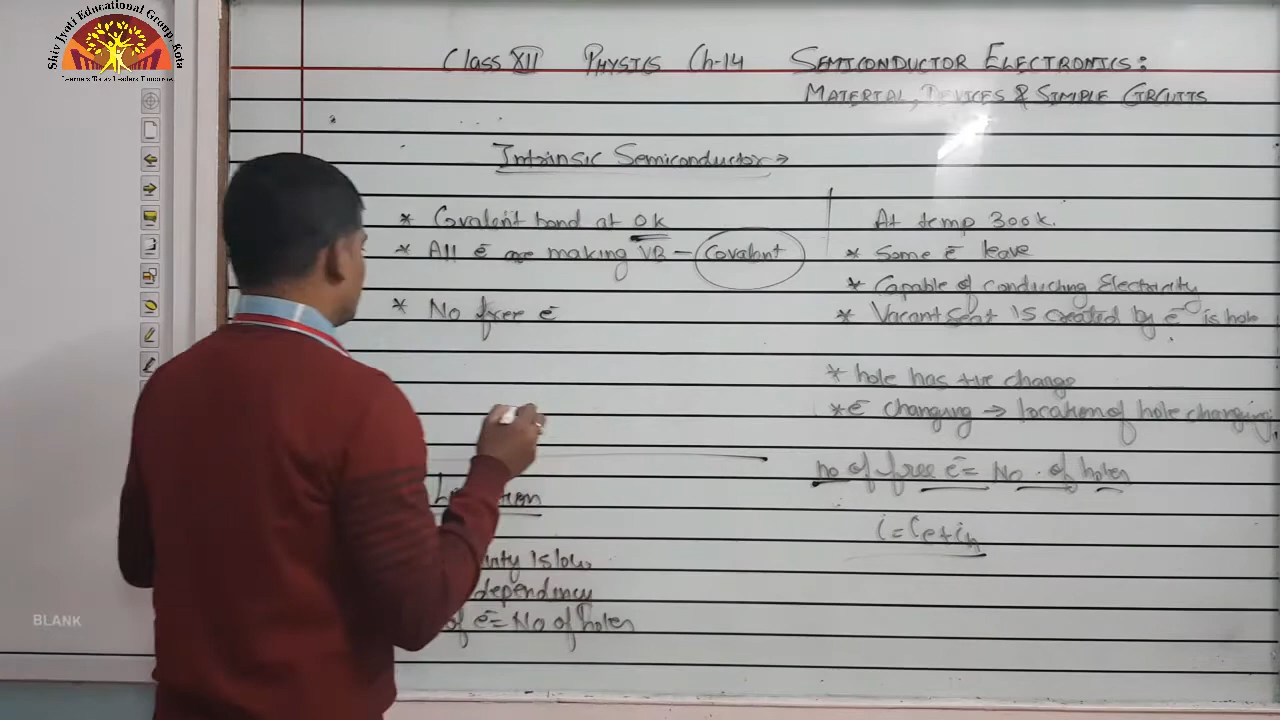 Shiv Jyoti Educational Group, Kota
Class XII PHYSICS Ch-14 SEMICONDUCTOR ELECTRONICS:
MATERIAL, DEVICES & SIMPLE CIRCUITS
Intrinsic Semiconductor →
* Covalent bond at 0k
* All e⁻ are making VB - Covalent
* No free e⁻
At temp 300k.
* Some e⁻ leave
* Capable of conducting Electricity
* Vacant seat is created by e⁻ is hole
* hole has +ve charge
* e⁻ changing → location of hole changing
no of free e⁻ = No. of holes
i = ie + ih
is low
dependency
of e⁻ = No of holes
BLANK